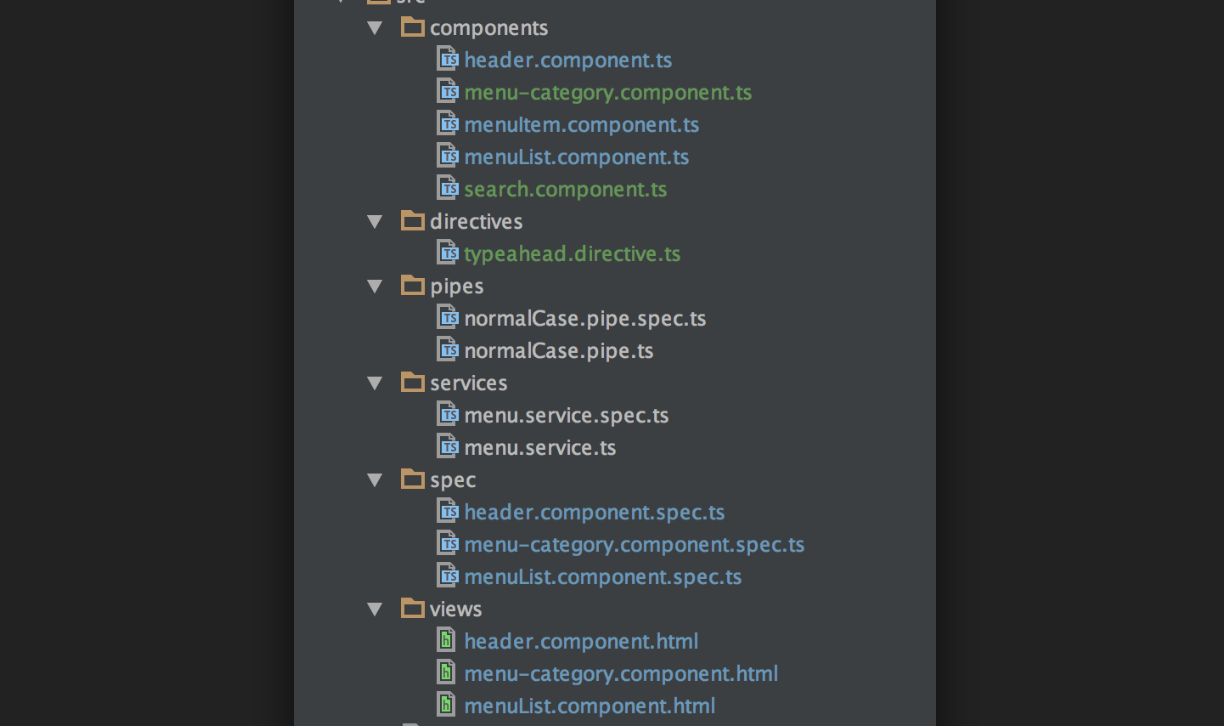 src
components
header.component.ts
menu-category.component.ts
menuItem.component.ts
menuList.component.ts
search.component.ts
directives
typeahead.directive.ts
pipes
normalCase.pipe.spec.ts
normalCase.pipe.ts
services
menu.service.spec.ts
menu.service.ts
spec
header.component.spec.ts
menu-category.component.spec.ts
menuList.component.spec.ts
views
header.component.html
menu-category.component.html
menuList.component.html